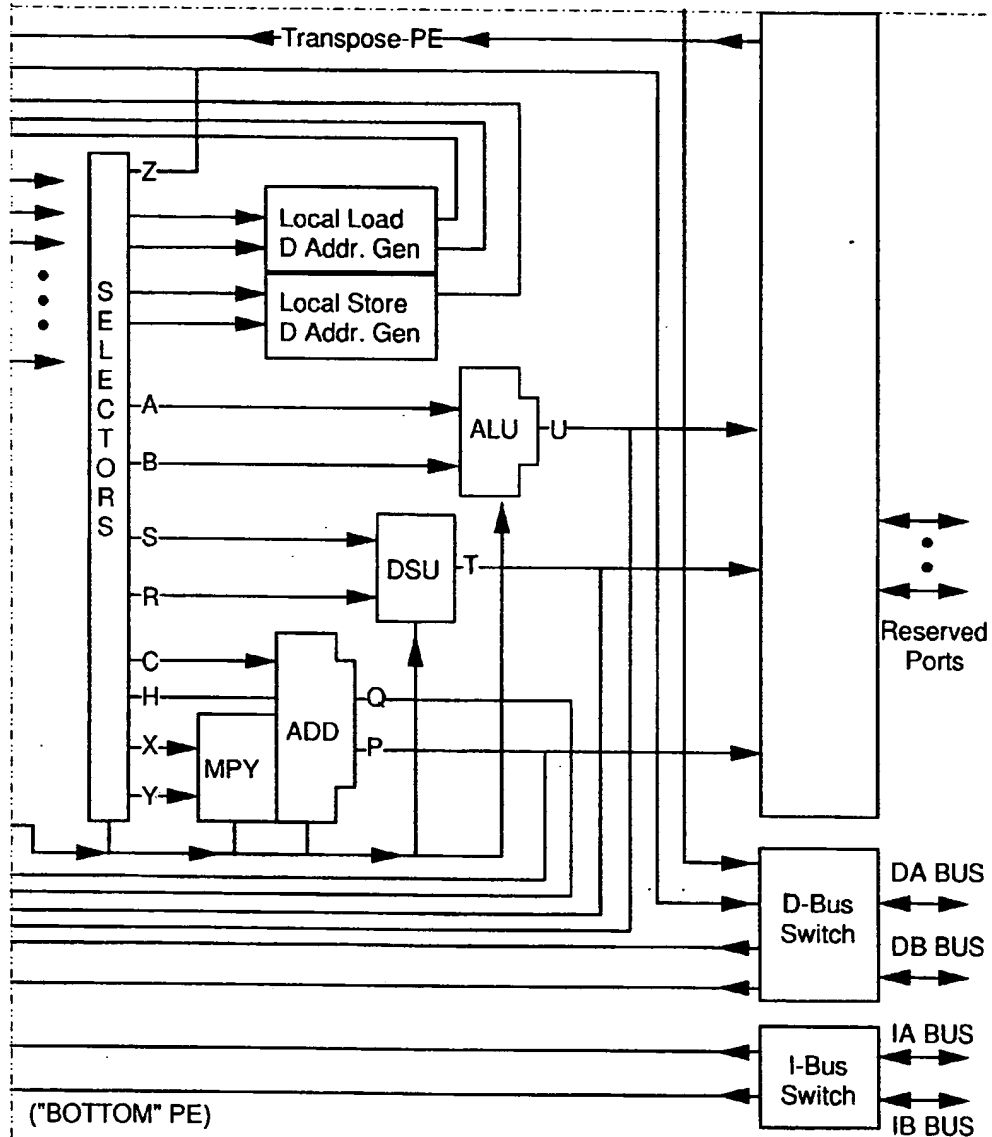 Transpose-PE
Z
Local Load
D Addr. Gen
Local Store
D Addr. Gen
SELECTORS
A
B
ALU
U
S
R
DSU
T
Reserved
Ports
C
H
X
Y
MPY
ADD
Q
P
D-Bus
Switch
DA BUS
DB BUS
I-Bus
Switch
IA BUS
IB BUS
("BOTTOM" PE)